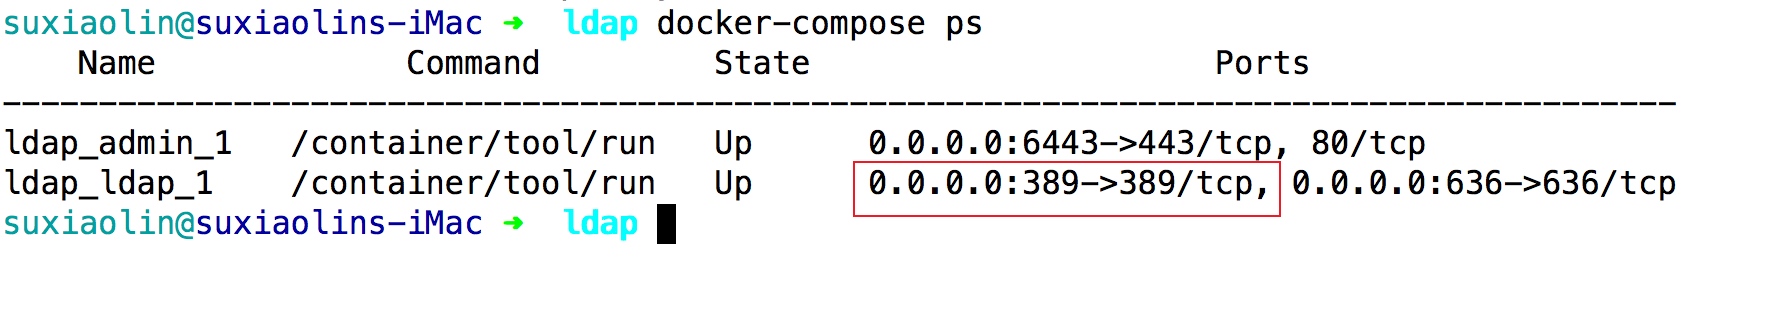 suxiaolin@suxiaolins-iMac ➜ ldap docker-compose ps
Name Command State Ports
--------------------------------------------------------------------------------------
ldap_admin_1 /container/tool/run Up 0.0.0.0:6443->443/tcp, 80/tcp
ldap_ldap_1 /container/tool/run Up 0.0.0.0:389->389/tcp, 0.0.0.0:636->636/tcp
suxiaolin@suxiaolins-iMac ➜ ldap